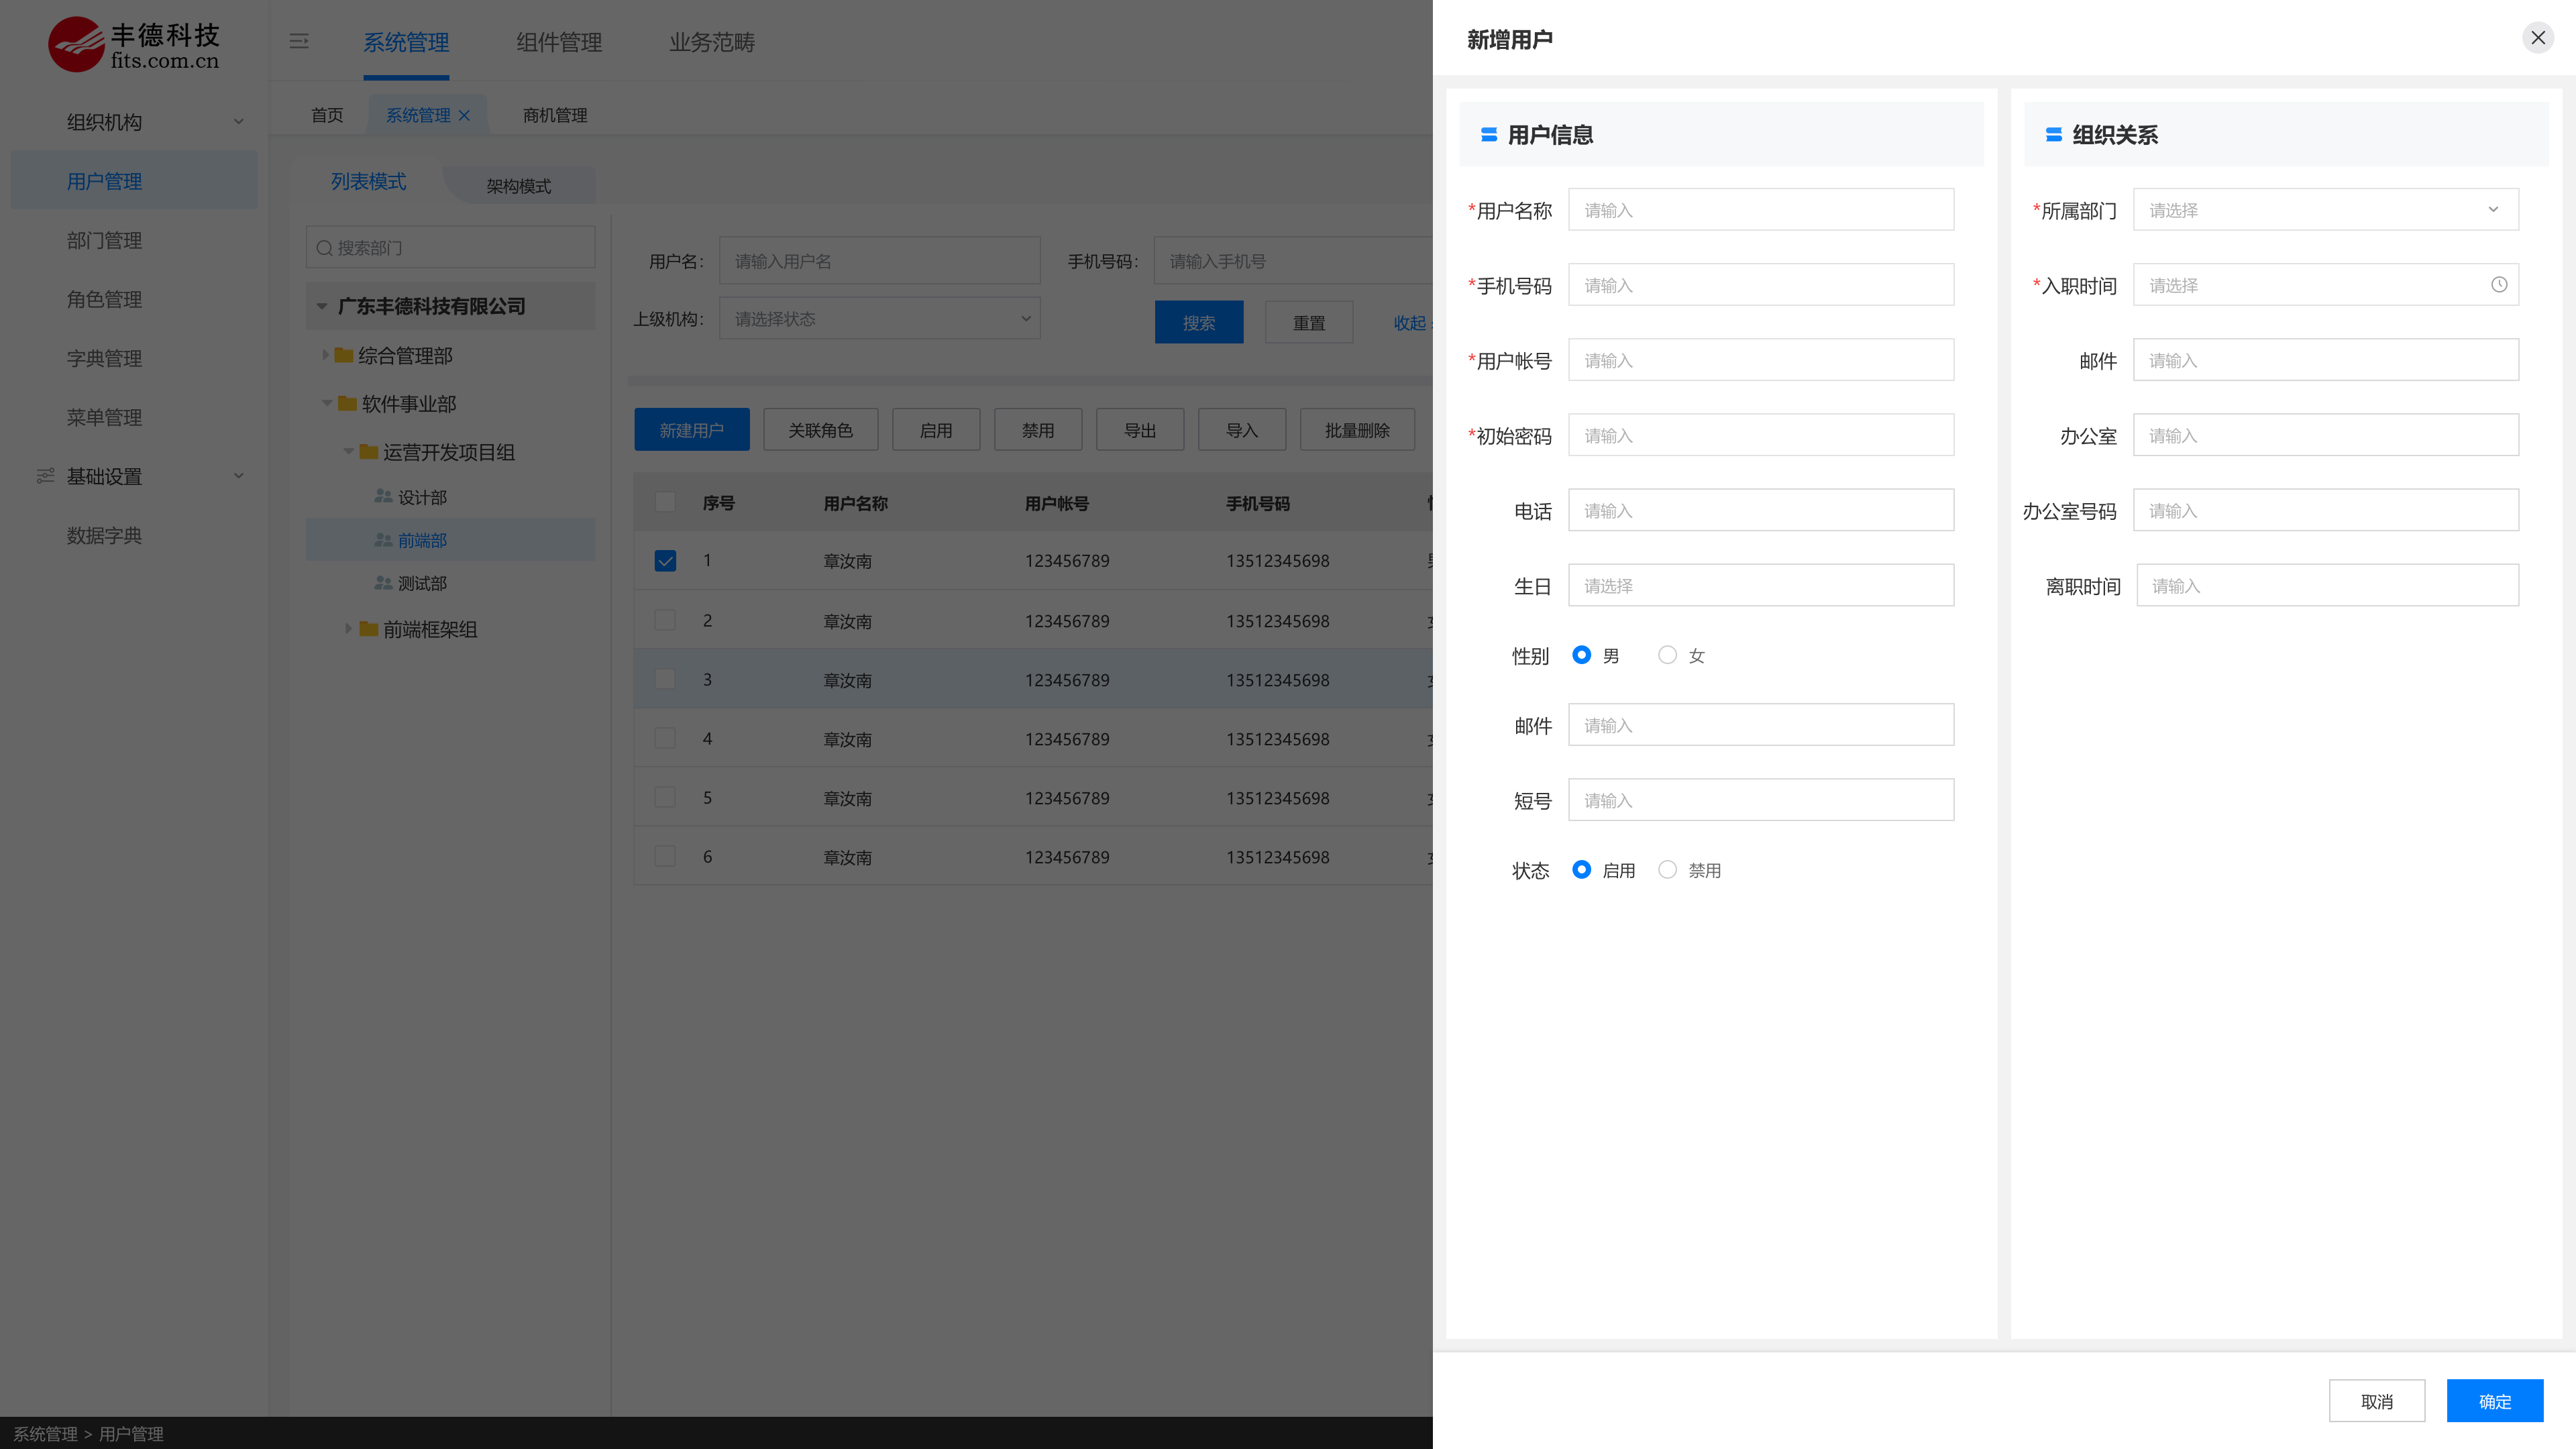 丰德科技
fits.com.cn
系统管理 组件管理 业务范畴
首页 系统管理 商机管理
组织机构
用户管理
部门管理
角色管理
字典管理
菜单管理
基础设置
数据字典
列表模式 架构模式
搜索部门
广东丰德科技有限公司
综合管理部
软件事业部
运营开发项目组
设计部
前端部
测试部
前端框架组
用户名: 请输入用户名 手机号码: 请输入手机号
上级机构: 请选择状态 搜索 重置 收起
新建用户 关联角色 启用 禁用 导出 导入 批量删除
序号 用户名称 用户帐号 手机号码
1 章汝南 123456789 13512345698
2 章汝南 123456789 13512345698
3 章汝南 123456789 13512345698
4 章汝南 123456789 13512345698
5 章汝南 123456789 13512345698
6 章汝南 123456789 13512345698
系统管理 > 用户管理
新增用户
用户信息
*用户名称 请输入
*手机号码 请输入
*用户帐号 请输入
*初始密码 请输入
电话 请输入
生日 请选择
性别 男 女
邮件 请输入
短号 请输入
状态 启用 禁用
组织关系
*所属部门 请选择
*入职时间 请选择
邮件 请输入
办公室 请输入
办公室号码 请输入
离职时间 请输入
取消 确定